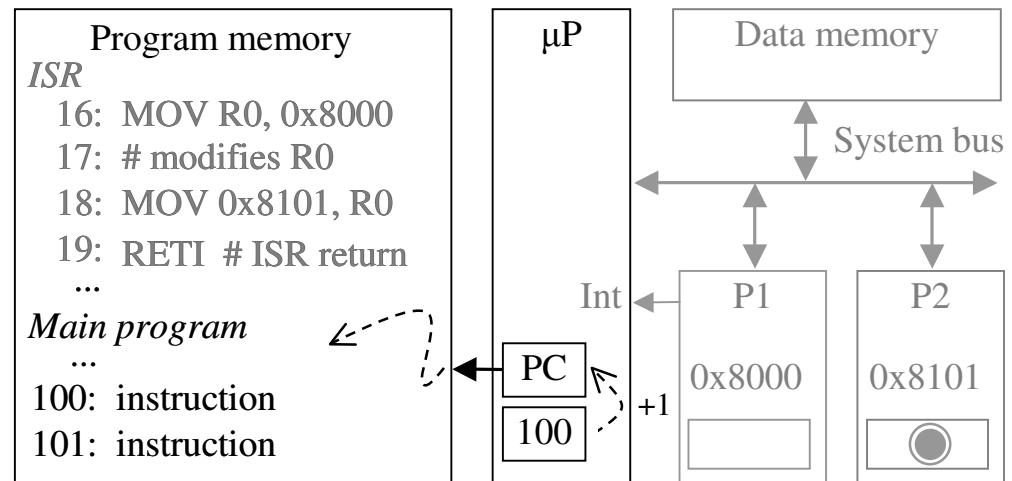 Program memory
ISR
16: MOV R0, 0x8000
17: # modifies R0
18: MOV 0x8101, R0
19: RETI # ISR return
...
Main program
...
100: instruction
101: instruction
μP
Int
PC
100
+1
Data memory
System bus
P1
0x8000
P2
0x8101